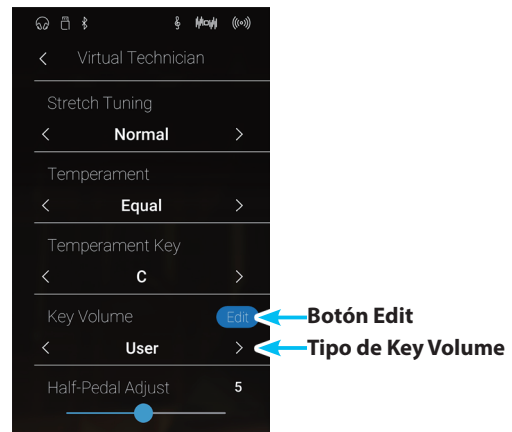 Virtual Technician
Stretch Tuning
Normal
Temperament
Equal
Temperament Key
C
Key Volume Edit Botón Edit
User Tipo de Key Volume
Half-Pedal Adjust 5